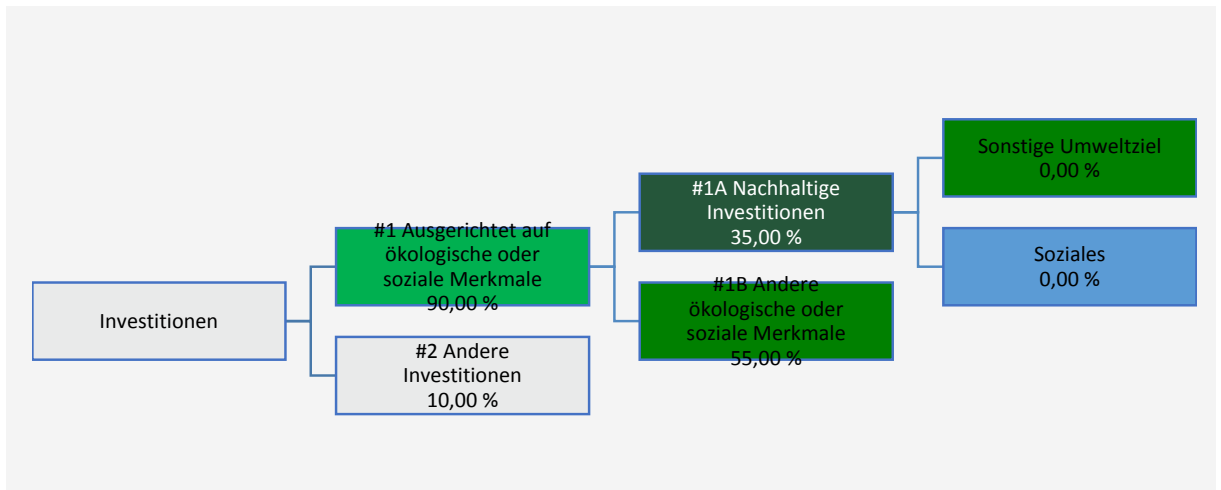 Investitionen
#1 Ausgerichtet auf
ökologische oder
soziale Merkmale
90,00 %
#2 Andere
Investitionen
10,00 %
#1A Nachhaltige
Investitionen
35,00 %
#1B Andere
ökologische oder
soziale Merkmale
55,00 %
Sonstige Umweltziel
0,00 %
Soziales
0,00 %